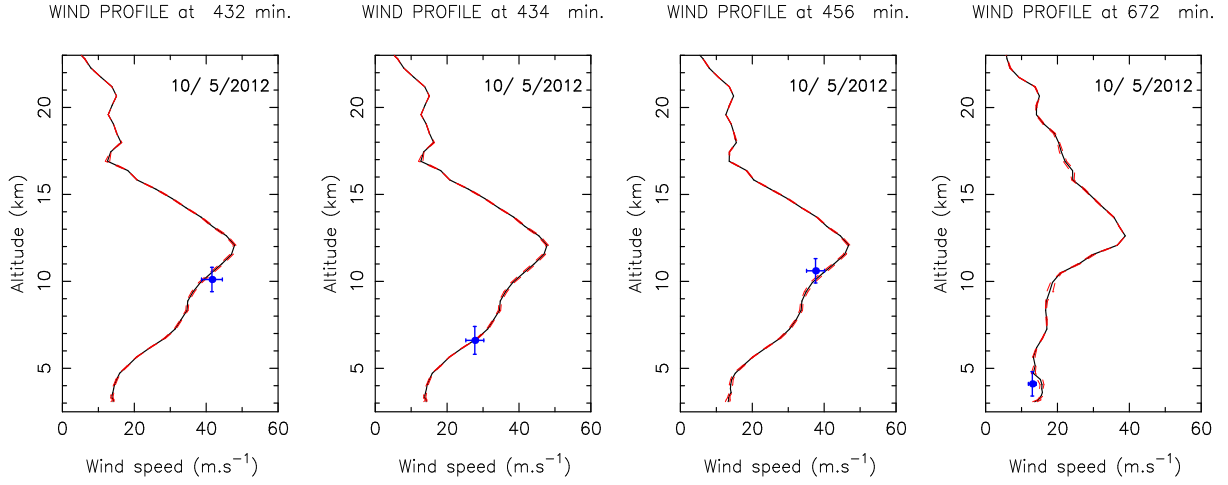 WIND PROFILE at 432 min.
10/ 5/2012
Altitude (km)
20
15
10
5
0 20 40 60
Wind speed (m.s⁻¹)
WIND PROFILE at 434 min.
10/ 5/2012
Altitude (km)
20
15
10
5
0 20 40 60
Wind speed (m.s⁻¹)
WIND PROFILE at 456 min.
10/ 5/2012
Altitude (km)
20
15
10
5
0 20 40 60
Wind speed (m.s⁻¹)
WIND PROFILE at 672 min.
10/ 5/2012
Altitude (km)
20
15
10
5
0 20 40 60
Wind speed (m.s⁻¹)